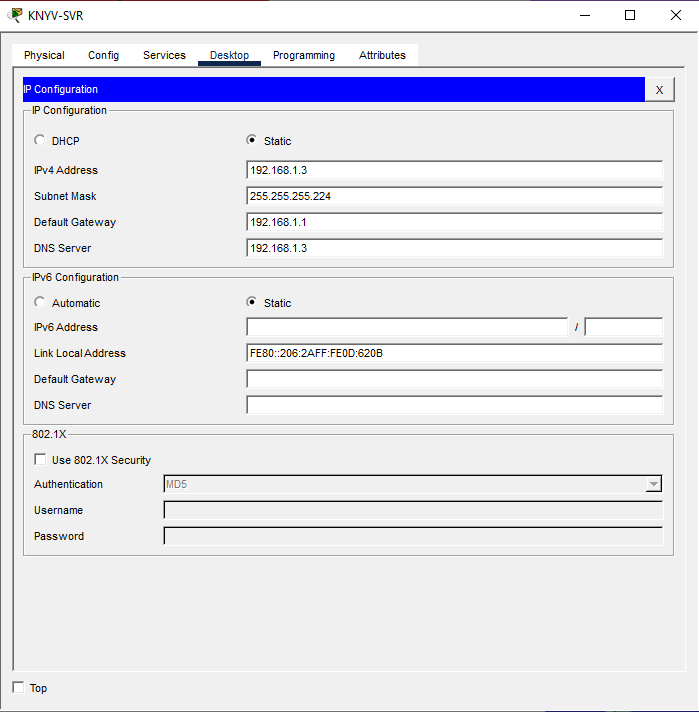 KNYV-SVR
Physical Config Services Desktop Programming Attributes
IP Configuration X
IP Configuration
DHCP Static
IPv4 Address 192.168.1.3
Subnet Mask 255.255.255.224
Default Gateway 192.168.1.1
DNS Server 192.168.1.3
IPv6 Configuration
Automatic Static
IPv6 Address /
Link Local Address FE80::206:2AFF:FE0D:620B
Default Gateway
DNS Server
802.1X
Use 802.1X Security
Authentication MD5
Username
Password
Top